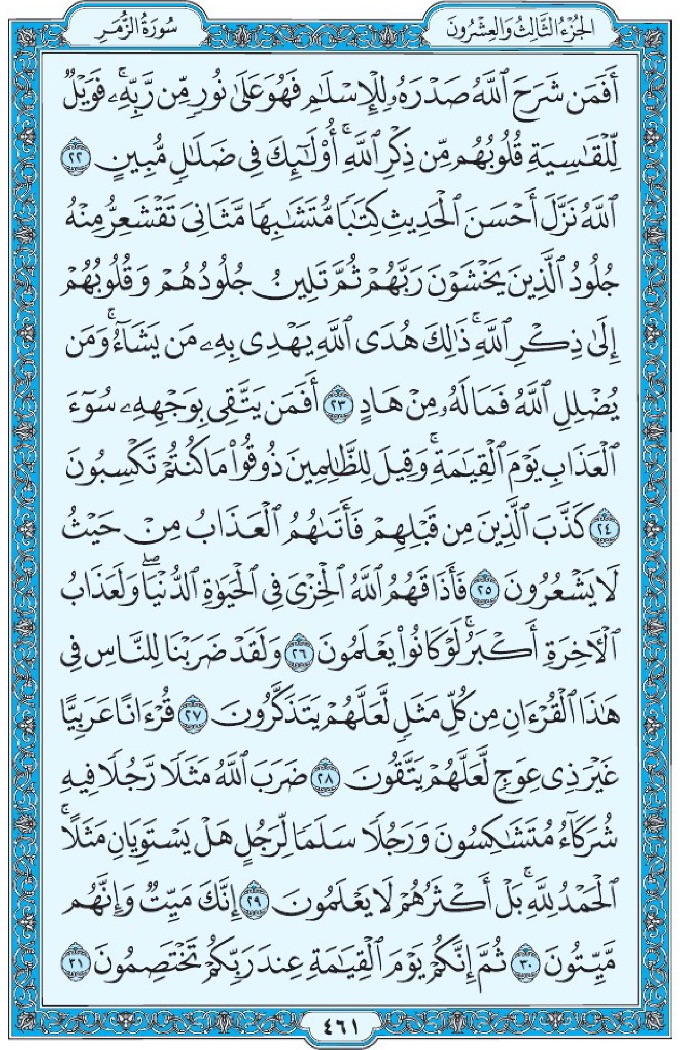 الجُزْءُ الثَّالِثُ وَالعِشْرُونَ
سُورَةُ الزُّمَر
أَفَمَن شَرَحَ ٱللَّهُ صَدْرَهُۥ لِلْإِسْلَٰمِ فَهُوَ عَلَىٰ نُورٍ مِّن رَّبِّهِۦۚ فَوَيْلٌ
لِّلْقَٰسِيَةِ قُلُوبُهُم مِّن ذِكْرِ ٱللَّهِۚ أُوْلَٰٓئِكَ فِى ضَلَٰلٍ مُّبِينٍ ٢٢
ٱللَّهُ نَزَّلَ أَحْسَنَ ٱلْحَدِيثِ كِتَٰبًا مُّتَشَٰبِهًا مَّثَانِىَ تَقْشَعِرُّ مِنْهُ
جُلُودُ ٱلَّذِينَ يَخْشَوْنَ رَبَّهُمْ ثُمَّ تَلِينُ جُلُودُهُمْ وَقُلُوبُهُمْ
إِلَىٰ ذِكْرِ ٱللَّهِۚ ذَٰلِكَ هُدَى ٱللَّهِ يَهْدِى بِهِۦ مَن يَشَآءُۚ وَمَن
يُضْلِلِ ٱللَّهُ فَمَا لَهُۥ مِنْ هَادٍ ٢٣ أَفَمَن يَتَّقِى بِوَجْهِهِۦ سُوٓءَ
ٱلْعَذَابِ يَوْمَ ٱلْقِيَٰمَةِۚ وَقِيلَ لِلظَّٰلِمِينَ ذُوقُوا۟ مَا كُنتُمْ تَكْسِبُونَ
٢٤ كَذَّبَ ٱلَّذِينَ مِن قَبْلِهِمْ فَأَتَىٰهُمُ ٱلْعَذَابُ مِنْ حَيْثُ
لَا يَشْعُرُونَ ٢٥ فَأَذَاقَهُمُ ٱللَّهُ ٱلْخِزْىَ فِى ٱلْحَيَوٰةِ ٱلدُّنْيَاۖ وَلَعَذَابُ
ٱلْءَاخِرَةِ أَكْبَرُۚ لَوْ كَانُوا۟ يَعْلَمُونَ ٢٦ وَلَقَدْ ضَرَبْنَا لِلنَّاسِ فِى
هَٰذَا ٱلْقُرْءَانِ مِن كُلِّ مَثَلٍ لَّعَلَّهُمْ يَتَذَكَّرُونَ ٢٧ قُرْءَانًا عَرَبِيًّا
غَيْرَ ذِى عِوَجٍ لَّعَلَّهُمْ يَتَّقُونَ ٢٨ ضَرَبَ ٱللَّهُ مَثَلًا رَّجُلًا فِيهِ
شُرَكَآءُ مُتَشَٰكِسُونَ وَرَجُلًا سَلَمًا لِّرَجُلٍ هَلْ يَسْتَوِيَانِ مَثَلًاۚ
ٱلْحَمْدُ لِلَّهِۚ بَلْ أَكْثَرُهُمْ لَا يَعْلَمُونَ ٢٩ إِنَّكَ مَيِّتٌ وَإِنَّهُم
مَّيِّتُونَ ٣٠ ثُمَّ إِنَّكُمْ يَوْمَ ٱلْقِيَٰمَةِ عِندَ رَبِّكُمْ تَخْتَصِمُونَ ٣١
٤٦١